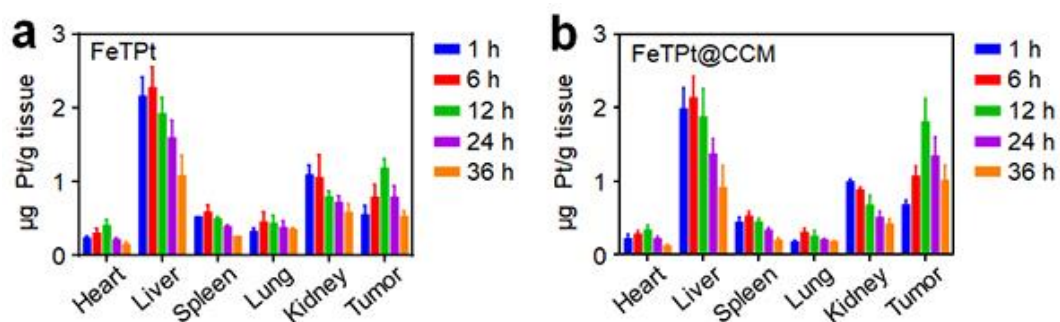 a
FeTPt
µg Pt/g tissue
3
2
1
0
Heart
Liver
Spleen
Lung
Kidney
Tumor
1 h
6 h
12 h
24 h
36 h
b
FeTPt@CCM
µg Pt/g tissue
3
2
1
0
Heart
Liver
Spleen
Lung
Kidney
Tumor
1 h
6 h
12 h
24 h
36 h